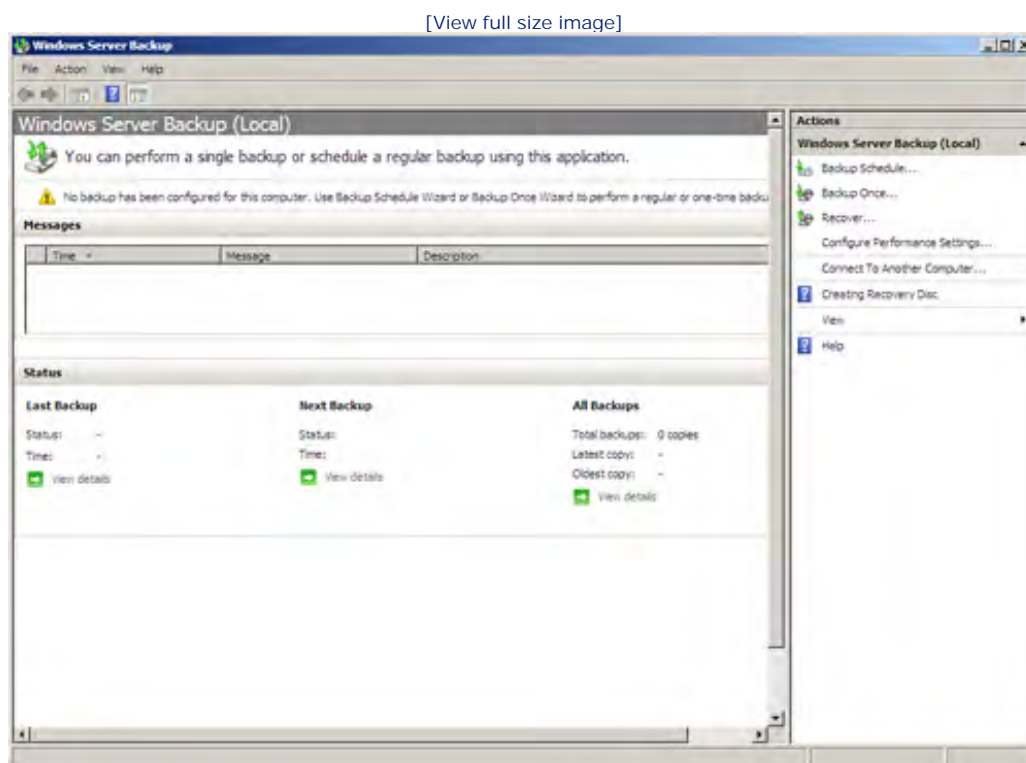 [View full size image]
Windows Server Backup
File Action View Help
Windows Server Backup (Local)
You can perform a single backup or schedule a regular backup using this application.
No backup has been configured for this computer. Use Backup Schedule Wizard or Backup Once Wizard to perform a regular or one-time backu
Messages
Time Message Description
Status
Last Backup
Status: -
Time: -
View details
Next Backup
Status:
Time:
View details
All Backups
Total backups: 0 copies
Latest copy: -
Oldest copy: -
View details
Actions
Windows Server Backup (Local)
Backup Schedule...
Backup Once...
Recover...
Configure Performance Settings...
Connect To Another Computer...
Creating Recovery Disc
View
Help